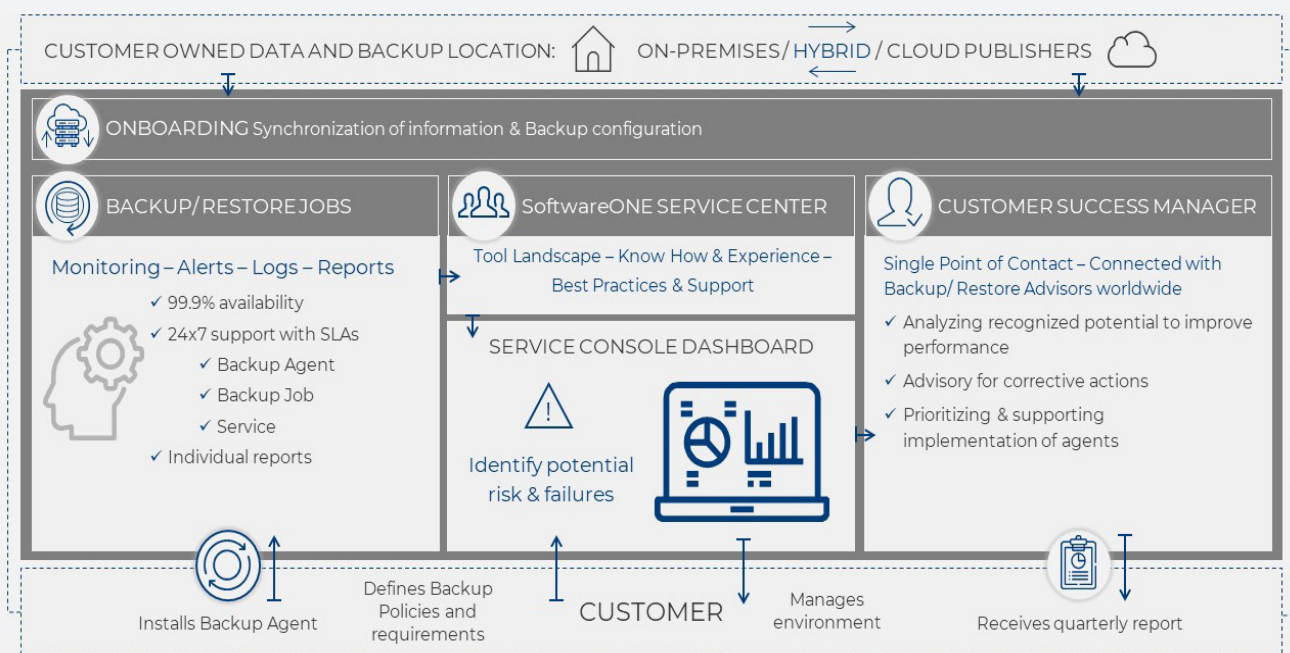 CUSTOMER OWNED DATA AND BACKUP LOCATION: ON-PREMISES/ HYBRID / CLOUD PUBLISHERS
ONBOARDING Synchronization of information & Backup configuration
BACKUP/ RESTORE JOBS
Monitoring – Alerts – Logs – Reports
✓ 99.9% availability
✓ 24x7 support with SLAs
✓ Backup Agent
✓ Backup Job
✓ Service
✓ Individual reports
SoftwareONE SERVICE CENTER
Tool Landscape – Know How & Experience –
Best Practices & Support
SERVICE CONSOLE DASHBOARD
!
Identify potential
risk & failures
CUSTOMER SUCCESS MANAGER
Single Point of Contact – Connected with
Backup/ Restore Advisors worldwide
✓ Analyzing recognized potential to improve
performance
✓ Advisory for corrective actions
✓ Prioritizing & supporting
implementation of agents
Installs Backup Agent
Defines Backup
Policies and
requirements
CUSTOMER
Manages
environment
Receives quarterly report